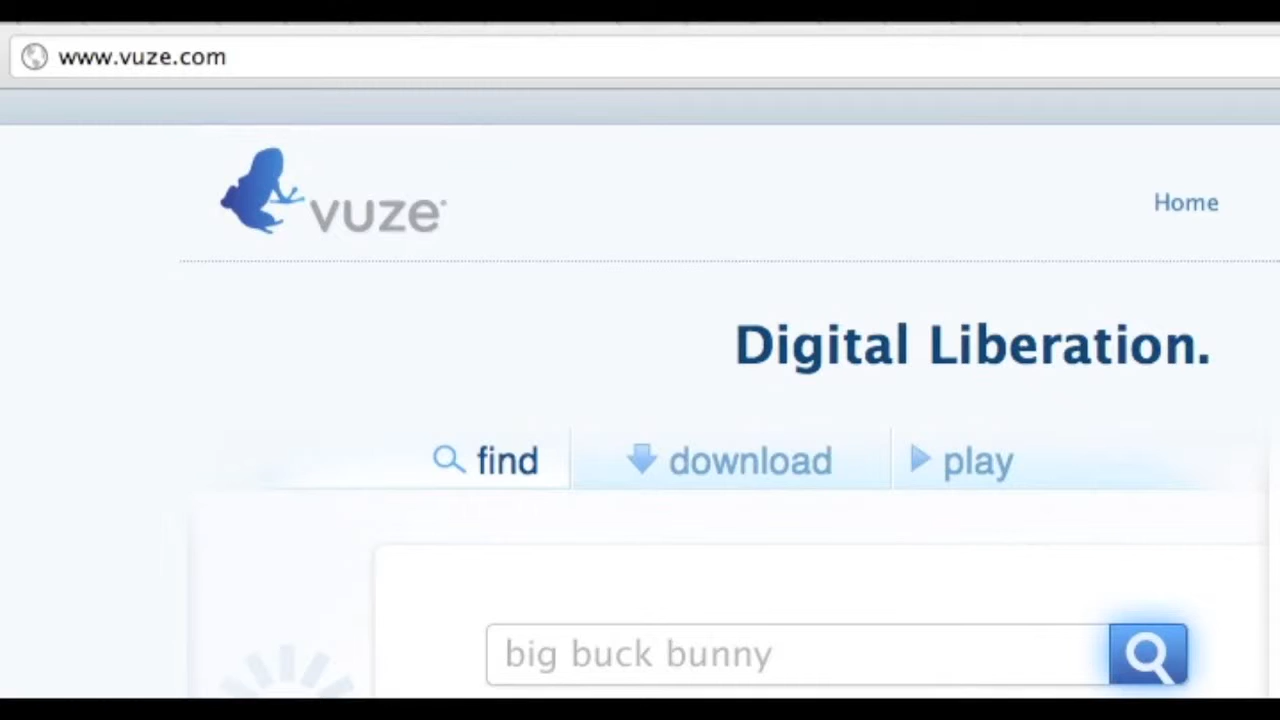 www.vuze.com
vuze
Home
Digital Liberation.
find download play
big buck bunny